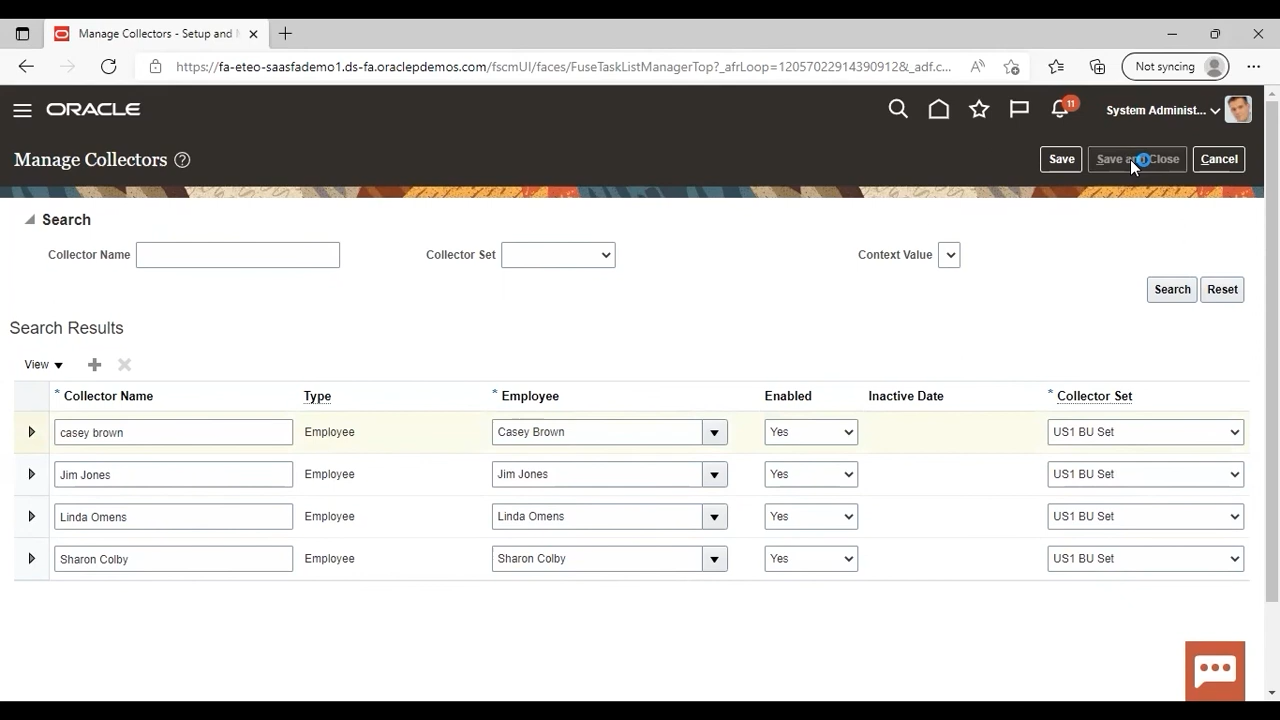 Manage Collectors - Setup and M
https://fa-eteo-saasfademo1.ds-fa.oraclepdemos.com/fscmUI/faces/FuseTaskListManagerTop?_afrLoop=12057022914390912&_adf.c...
Not syncing
ORACLE
11
System Administ...
Manage Collectors
Save
Save and Close
Cancel
Search
Collector Name
Collector Set
Context Value
Search
Reset
Search Results
View
* Collector Name Type * Employee Enabled Inactive Date * Collector Set
casey brown Employee Casey Brown Yes US1 BU Set
Jim Jones Employee Jim Jones Yes US1 BU Set
Linda Omens Employee Linda Omens Yes US1 BU Set
Sharon Colby Employee Sharon Colby Yes US1 BU Set